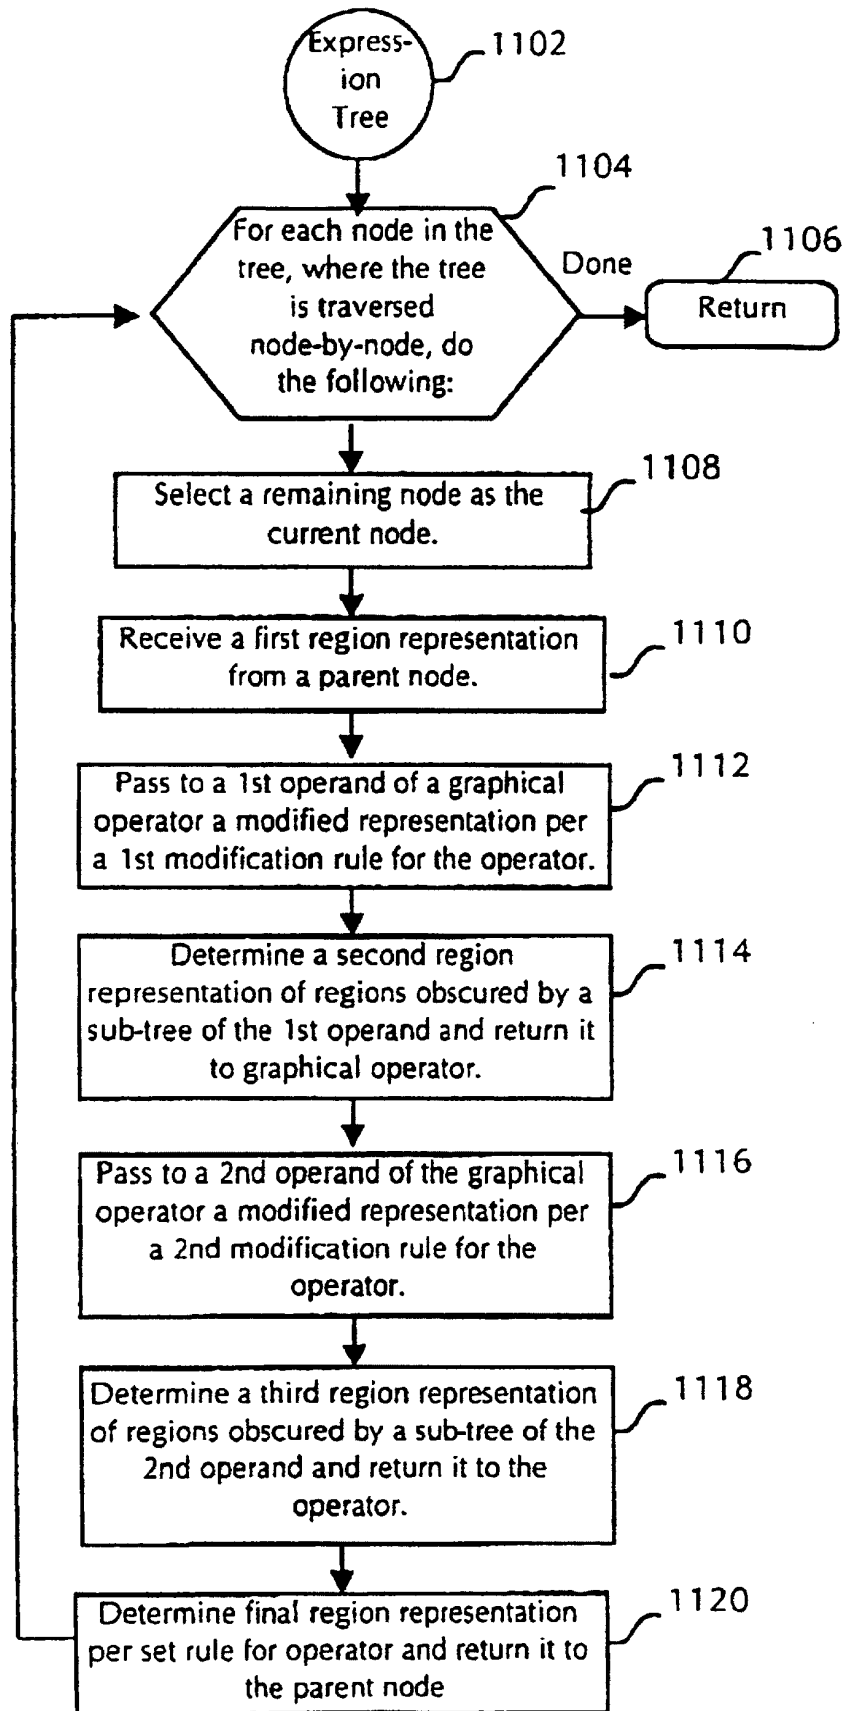 Express-
ion
Tree
1102
1104
For each node in the
tree, where the tree
is traversed
node-by-node, do
the following:
Done
1106
Return
1108
Select a remaining node as the
current node.
1110
Receive a first region representation
from a parent node.
1112
Pass to a 1st operand of a graphical
operator a modified representation per
a 1st modification rule for the operator.
1114
Determine a second region
representation of regions obscured by a
sub-tree of the 1st operand and return it
to graphical operator.
1116
Pass to a 2nd operand of the graphical
operator a modified representation per
a 2nd modification rule for the
operator.
1118
Determine a third region representation
of regions obscured by a sub-tree of the
2nd operand and return it to the
operator.
1120
Determine final region representation
per set rule for operator and return it to
the parent node